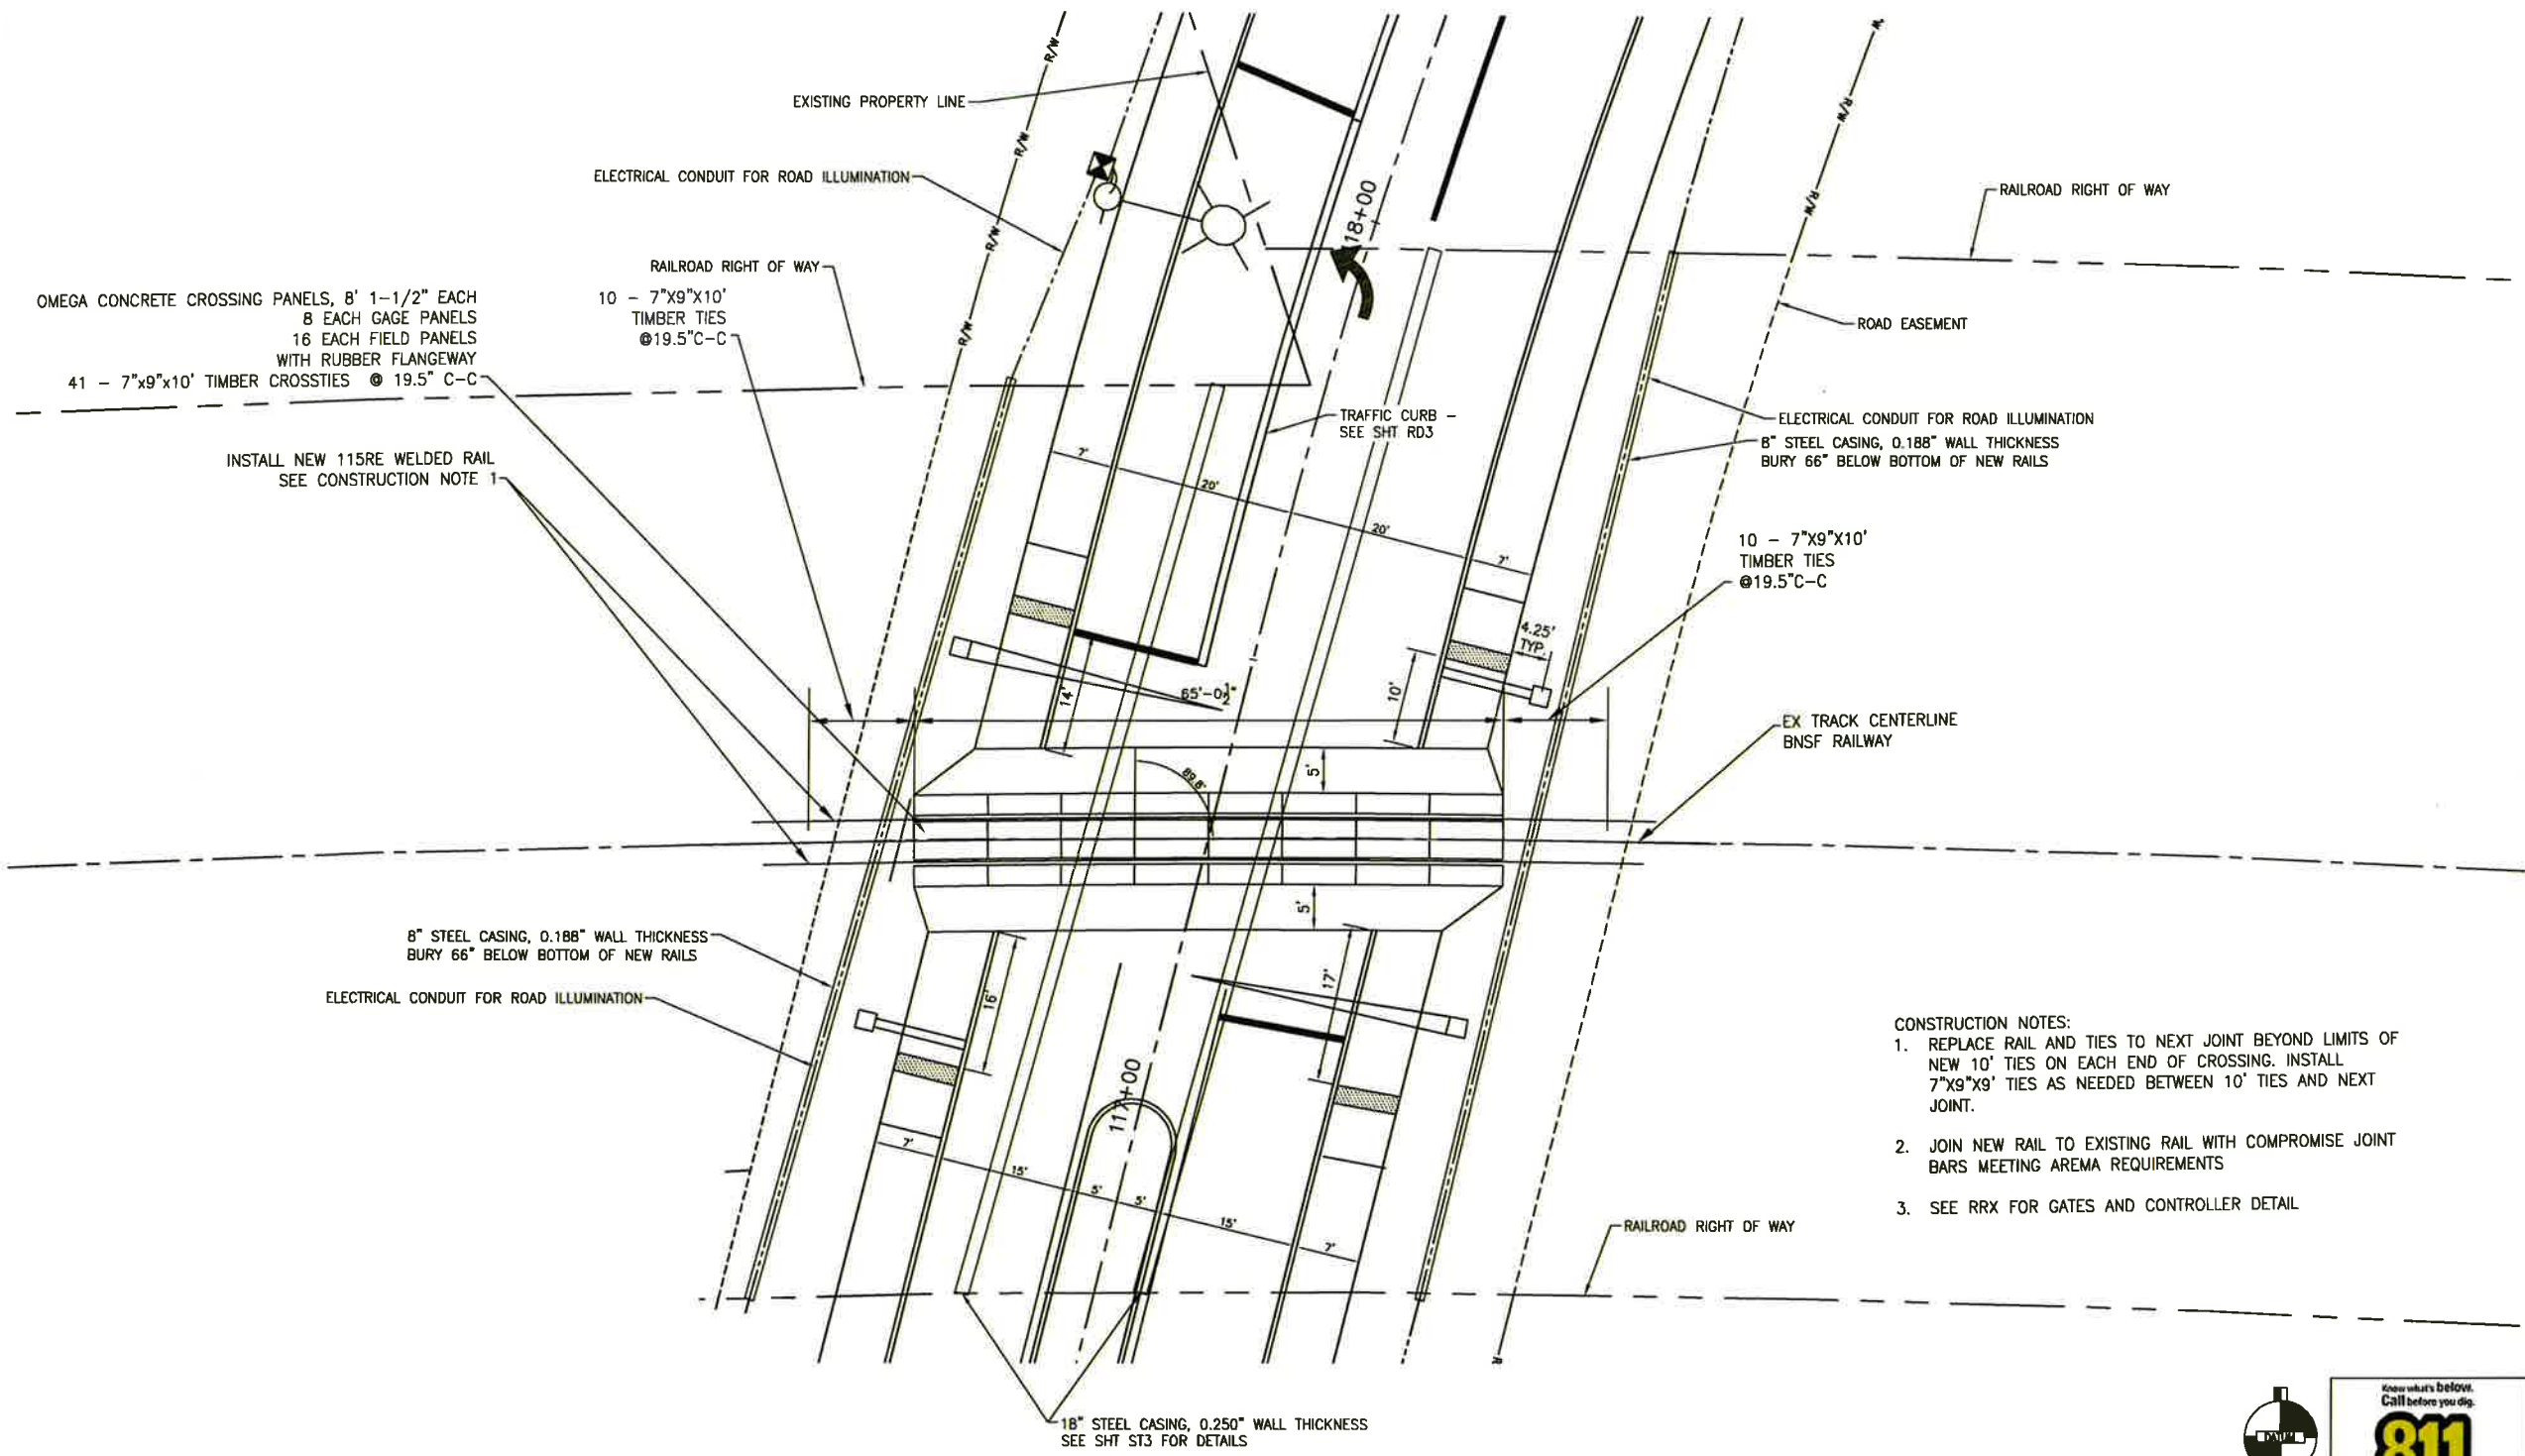 R/W
R/W
R/W
R/W
R/W
R/W
EXISTING PROPERTY LINE
ELECTRICAL CONDUIT FOR ROAD ILLUMINATION
RAILROAD RIGHT OF WAY
RAILROAD RIGHT OF WAY
18+00
ROAD EASEMENT
OMEGA CONCRETE CROSSING PANELS, 8' 1-1/2" EACH
8 EACH GAGE PANELS
16 EACH FIELD PANELS
WITH RUBBER FLANGEWAY
41 - 7"x9"x10' TIMBER CROSSTIES @ 19.5" C-C
10 - 7"X9"X10'
TIMBER TIES
@19.5"C-C
TRAFFIC CURB -
SEE SHT RD3
ELECTRICAL CONDUIT FOR ROAD ILLUMINATION
8" STEEL CASING, 0.188" WALL THICKNESS
BURY 66" BELOW BOTTOM OF NEW RAILS
INSTALL NEW 115RE WELDED RAIL
SEE CONSTRUCTION NOTE 1
7'
20'
20'
7'
10 - 7"X9"X10'
TIMBER TIES
@19.5"C-C
4.25'
TYP.
14'
65'-0½"
10'
EX TRACK CENTERLINE
BNSF RAILWAY
5'
89.8°
5'
8" STEEL CASING, 0.188" WALL THICKNESS
BURY 66" BELOW BOTTOM OF NEW RAILS
ELECTRICAL CONDUIT FOR ROAD ILLUMINATION
16'
17'
117+00
7'
15'
5'
5'
15'
7'
CONSTRUCTION NOTES:
1. REPLACE RAIL AND TIES TO NEXT JOINT BEYOND LIMITS OF
NEW 10' TIES ON EACH END OF CROSSING. INSTALL
7"X9"X9' TIES AS NEEDED BETWEEN 10' TIES AND NEXT
JOINT.
2. JOIN NEW RAIL TO EXISTING RAIL WITH COMPROMISE JOINT
BARS MEETING AREMA REQUIREMENTS
3. SEE RRX FOR GATES AND CONTROLLER DETAIL
RAILROAD RIGHT OF WAY
18" STEEL CASING, 0.250" WALL THICKNESS
SEE SHT ST3 FOR DETAILS
DATUM
Know what's below.
Call before you dig.
811